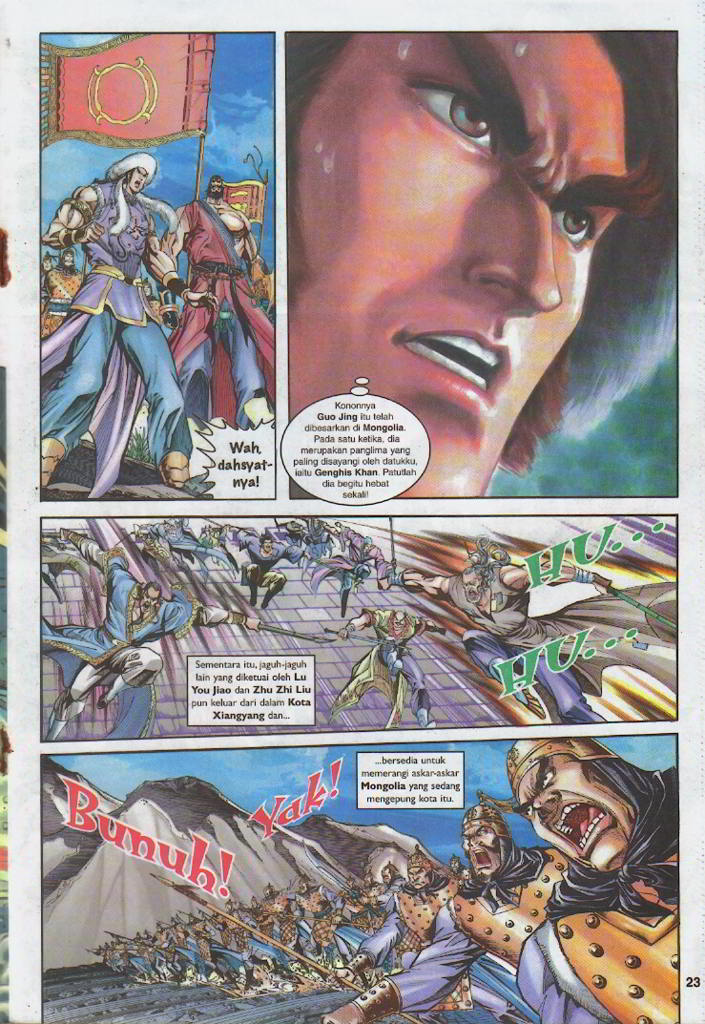 Wah,
dahsyat-
nya!
Kononnya
Guo Jing itu telah
dibesarkan di Mongolia.
Pada satu ketika, dia
merupakan panglima yang
paling disayangi oleh datukku,
iaitu Genghis Khan. Patutlah
dia begitu hebat
sekali!
HU...
HU...
Sementara itu, jaguh-jaguh
lain yang diketuai oleh Lu
You Jiao dan Zhu Zhi Liu
pun keluar dari dalam Kota
Xiangyang dan...
...bersedia untuk
memerangi askar-askar
Mongolia yang sedang
mengepung kota itu.
Bunuh!
Yak!
23